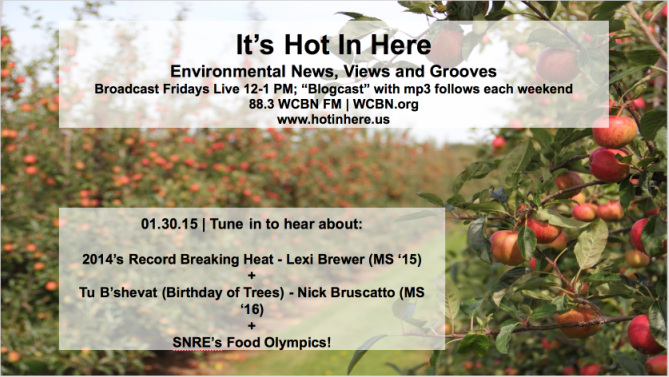 It's Hot In Here
Environmental News, Views and Grooves
Broadcast Fridays Live 12-1 PM; “Blogcast” with mp3 follows each weekend
88.3 WCBN FM | WCBN.org
www.hotinhere.us
01.30.15 | Tune in to hear about:
2014's Record Breaking Heat - Lexi Brewer (MS ‘15)
+
Tu B'shevat (Birthday of Trees) - Nick Bruscatto (MS
‘16)
+
SNRE's Food Olympics!